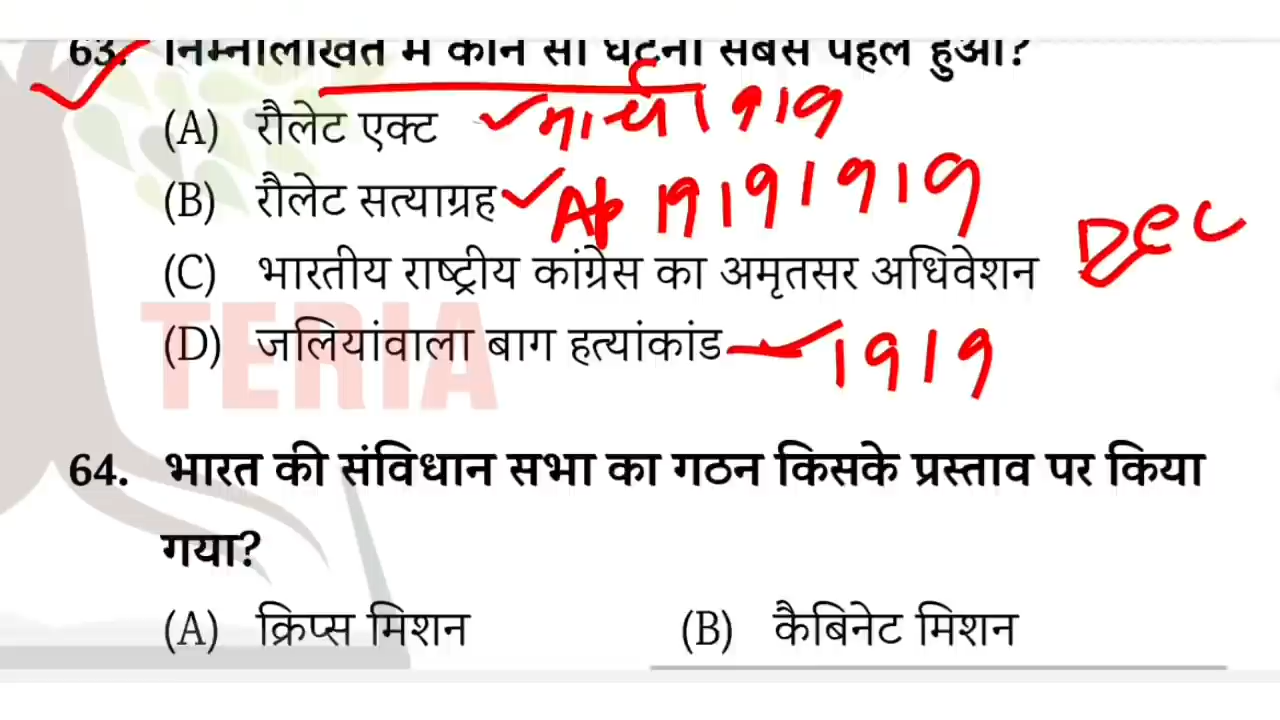 63. निम्नलिखित में कौन सी घटना सबसे पहले हुआ?
(A) रौलेट एक्ट मार्च 1919
(B) रौलेट सत्याग्रह Ap 19191919
Dec
(C) भारतीय राष्ट्रीय कांग्रेस का अमृतसर अधिवेशन
(D) जलियांवाला बाग हत्यांकांड 1919
TERIA
64. भारत की संविधान सभा का गठन किसके प्रस्ताव पर किया
गया?
(A) क्रिप्स मिशन (B) कैबिनेट मिशन